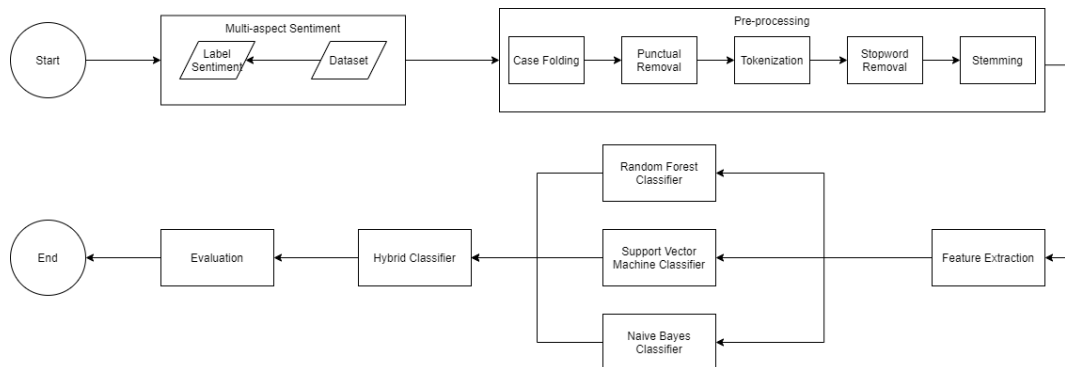 Multi-aspect Sentiment
Pre-processing
Start
Label
Sentiment
Dataset
Case Folding
Punctual
Removal
Tokenization
Stopword
Removal
Stemming
Random Forest
Classifier
End
Evaluation
Hybrid Classifier
Support Vector
Machine Classifier
Feature Extraction
Naive Bayes
Classifier